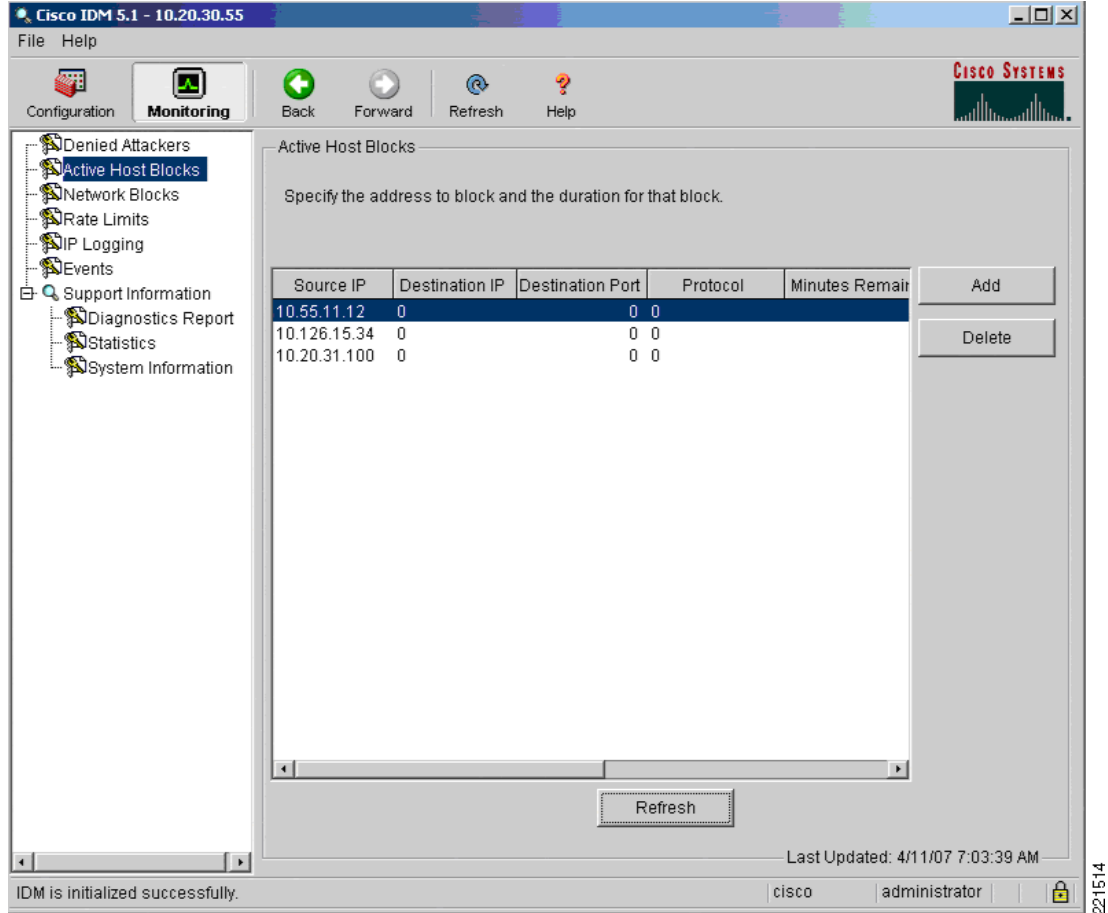 Cisco IDM 5.1 - 10.20.30.55
File Help
Configuration Monitoring Back Forward Refresh Help
CISCO SYSTEMS
Denied Attackers
Active Host Blocks
Network Blocks
Rate Limits
IP Logging
Events
Support Information
Diagnostics Report
Statistics
System Information
Active Host Blocks
Specify the address to block and the duration for that block.
Source IP Destination IP Destination Port Protocol Minutes Remair
10.55.11.12 0 0 0
10.126.15.34 0 0 0
10.20.31.100 0 0 0
Add
Delete
Refresh
Last Updated: 4/11/07 7:03:39 AM
IDM is initialized successfully. cisco administrator
221514